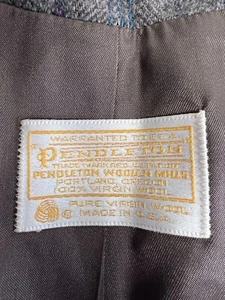 WARRANTED TO BE A
"PENDLETON"
TRADE MARK REG. U.S. PAT. OFF.
PENDLETON WOOLEN MILLS
PORTLAND, OREGON
100% VIRGIN WOOL
PURE VIRGIN WOOL
© MADE IN U.S.A.